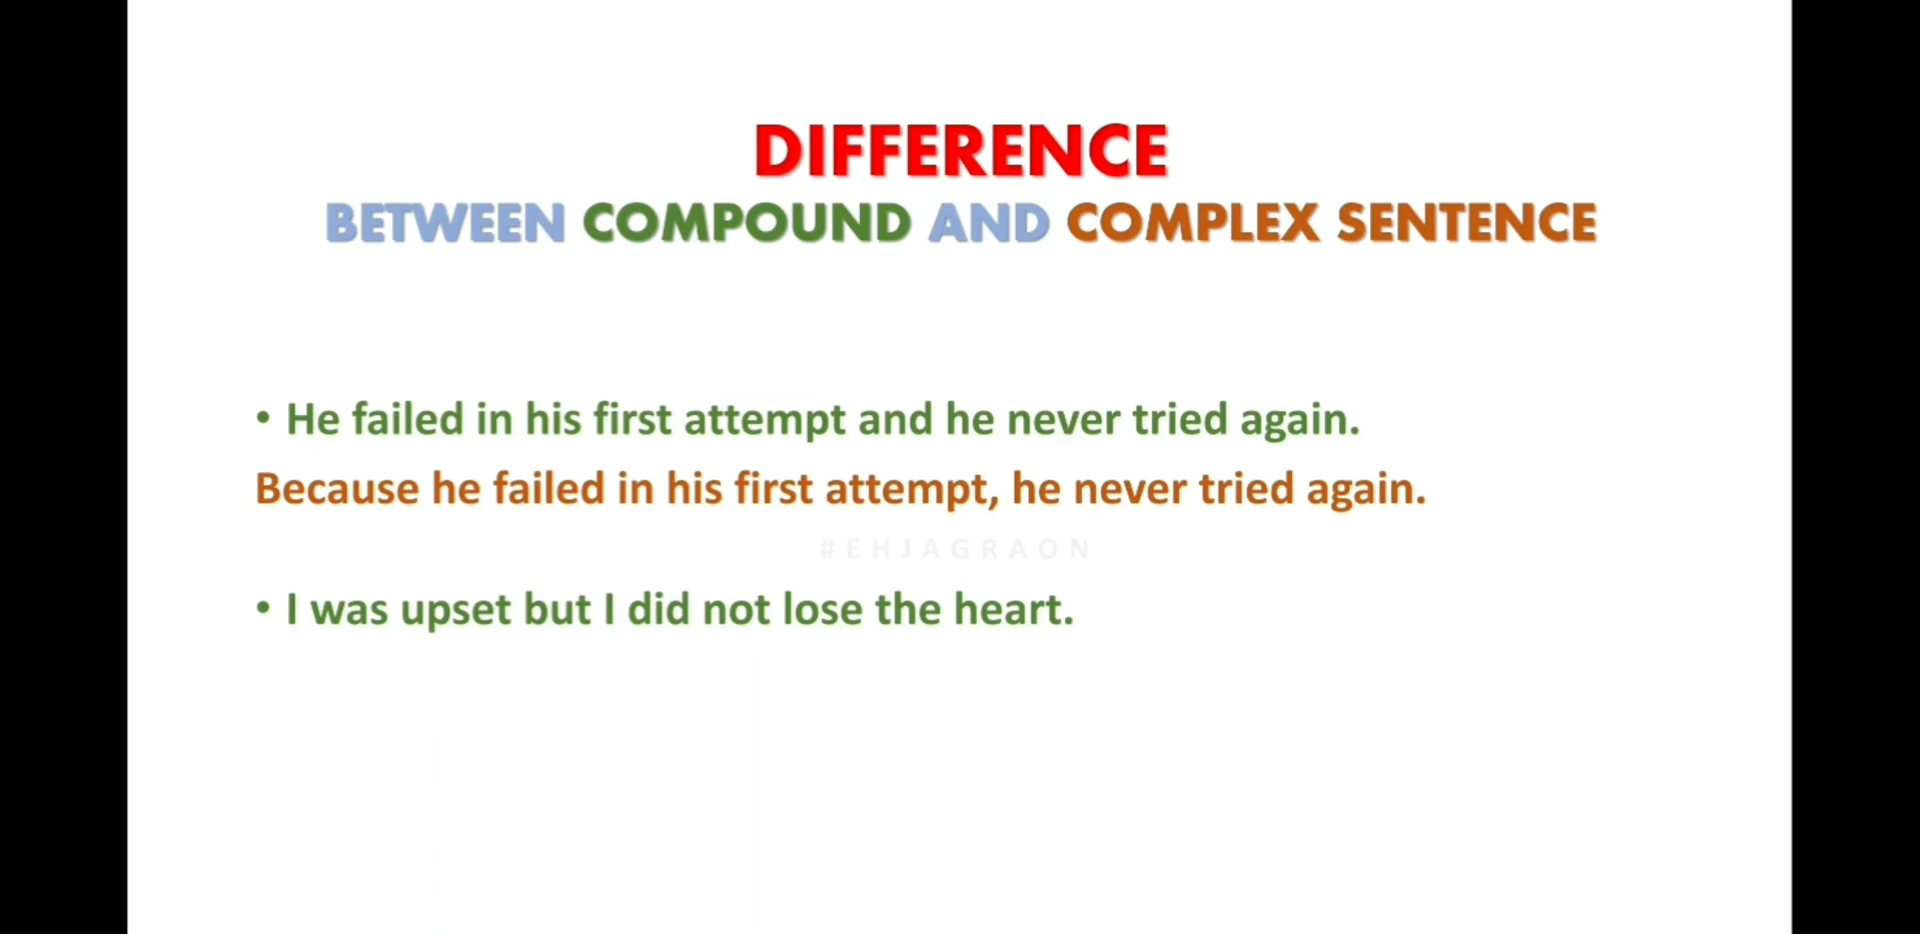 DIFFERENCE
BETWEEN COMPOUND AND COMPLEX SENTENCE
• He failed in his first attempt and he never tried again.
Because he failed in his first attempt, he never tried again.
#EHJAGRAON
• I was upset but I did not lose the heart.